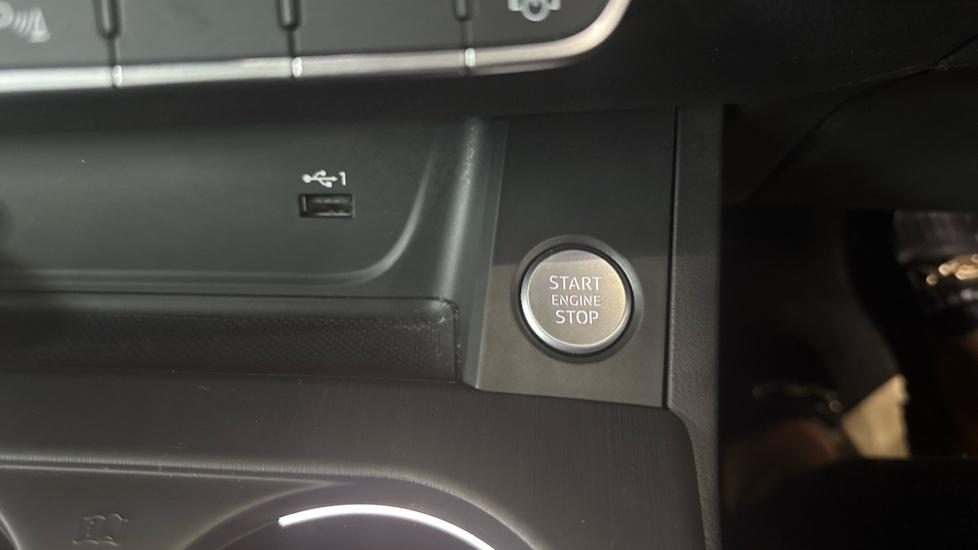 1
START
ENGINE
STOP